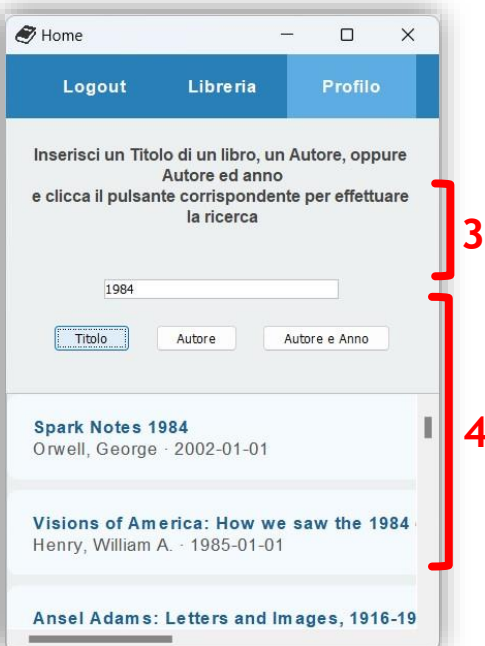 Home
Logout Libreria Profilo
Inserisci un Titolo di un libro, un Autore, oppure
Autore ed anno
e clicca il pulsante corrispondente per effettuare
la ricerca
3
1984
Titolo Autore Autore e Anno
4
Spark Notes 1984
Orwell, George · 2002-01-01
Visions of America: How we saw the 1984
Henry, William A. · 1985-01-01
Ansel Adams: Letters and Images, 1916-19